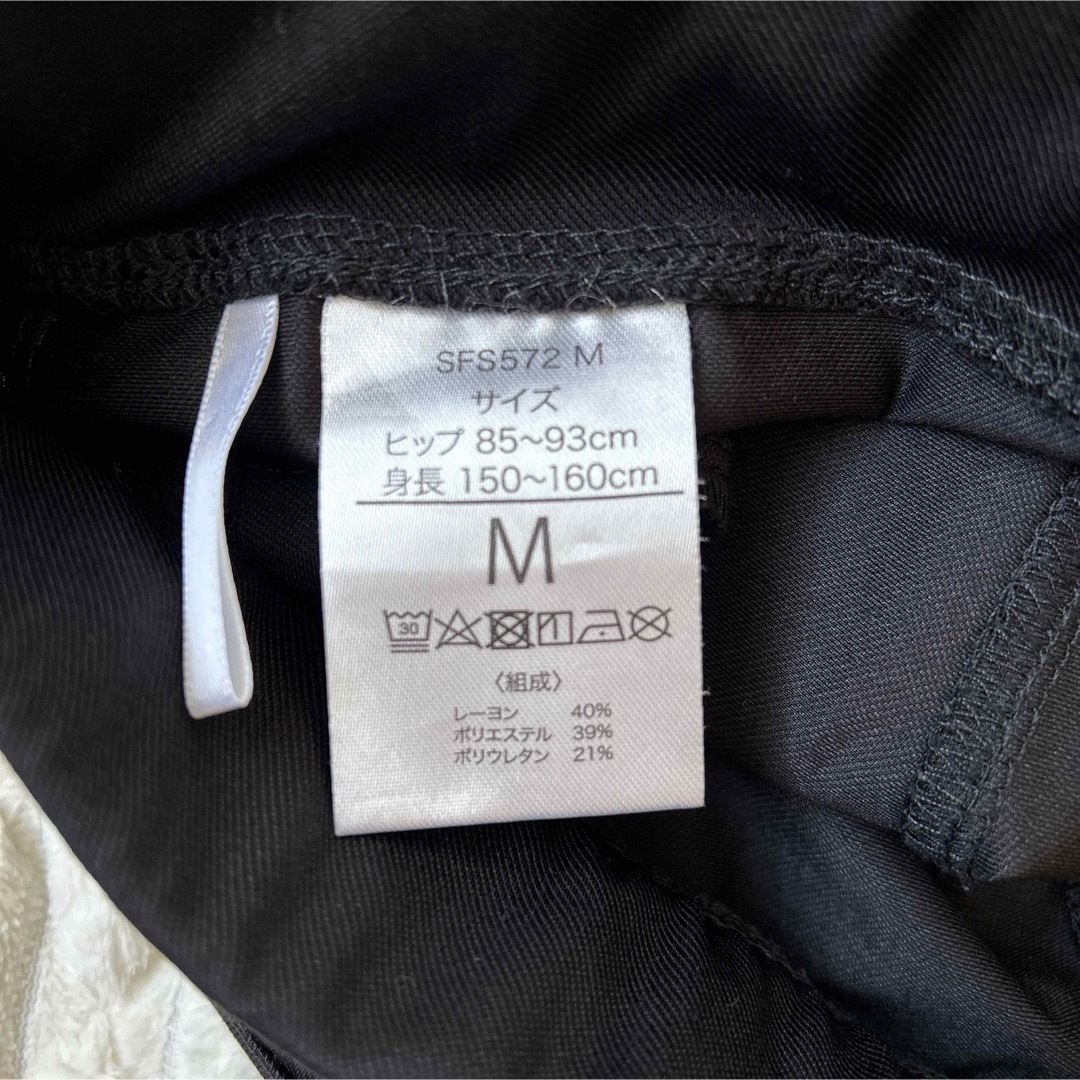 SFS572 M
サイズ
ヒップ 85~93cm
身長 150~160cm
M
30
〈組成〉
レーヨン 40%
ポリエステル 39%
ポリウレタン 21%